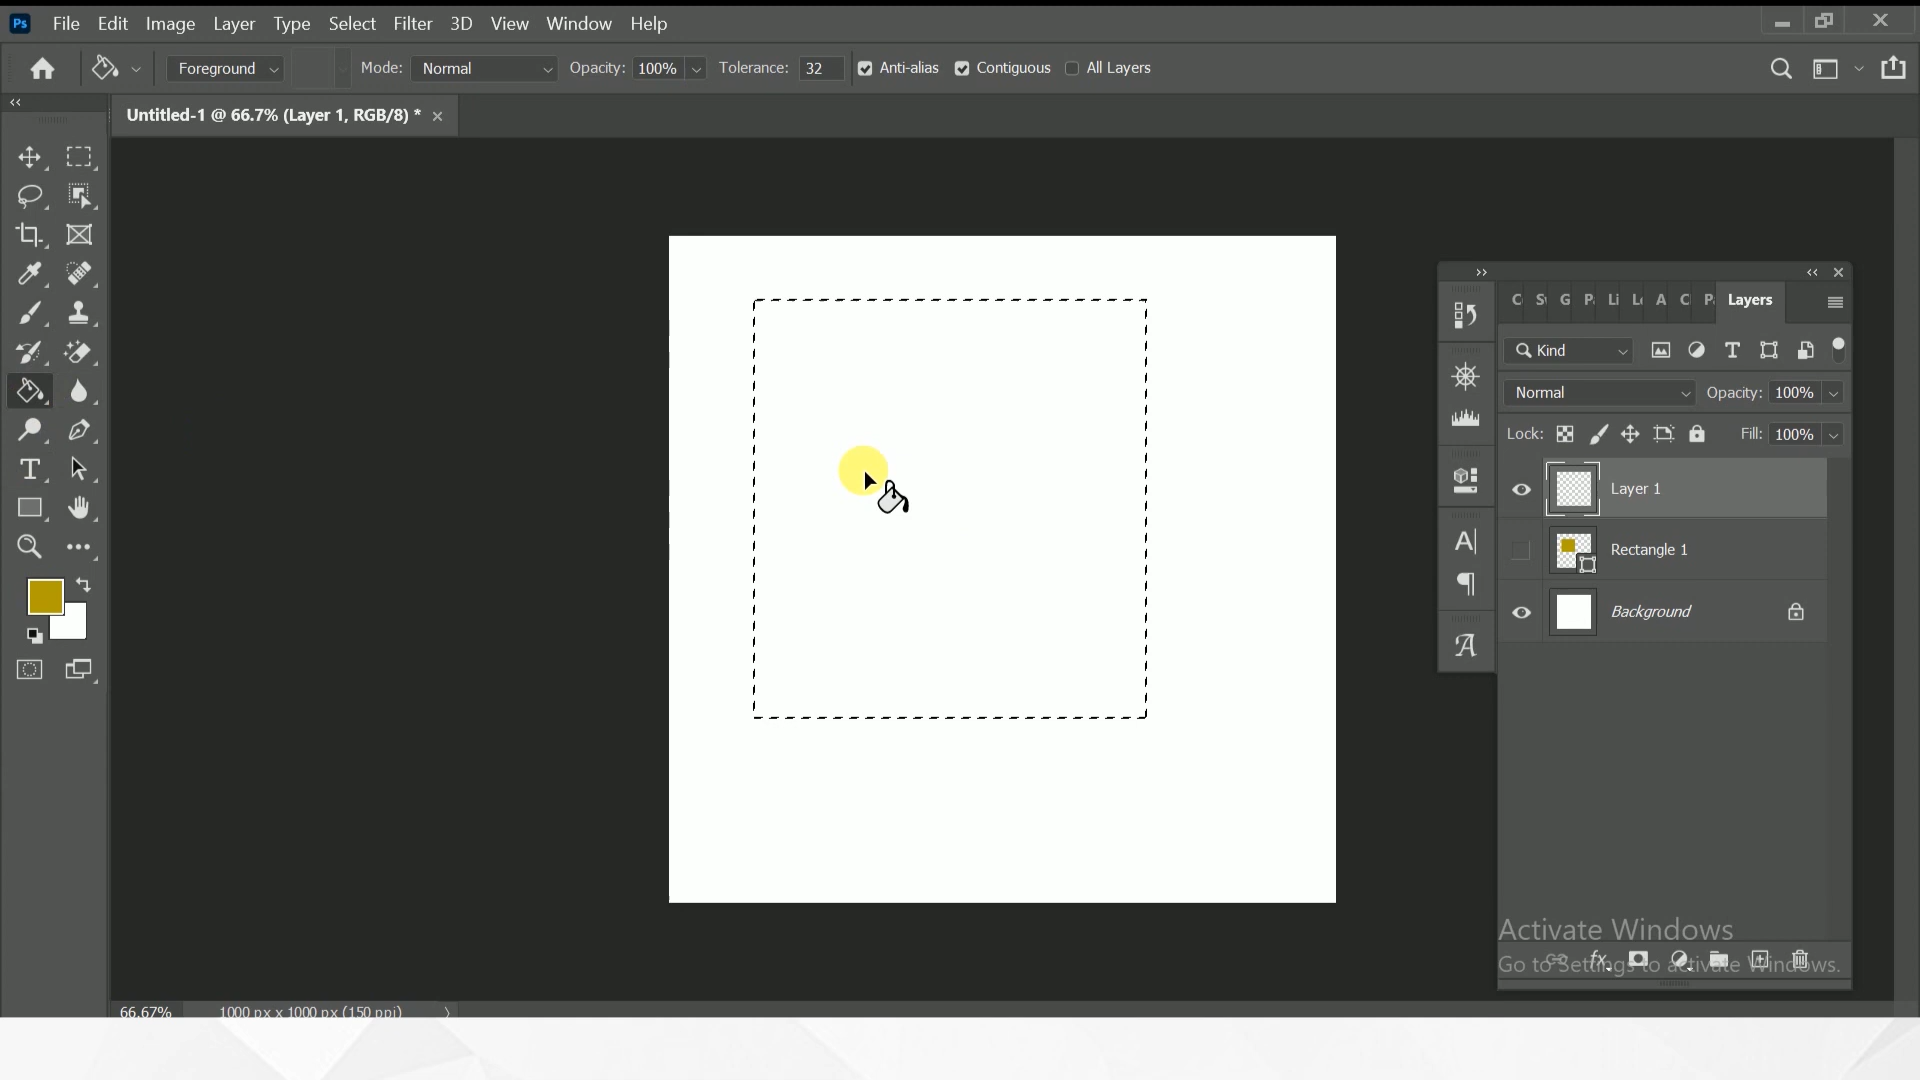 Ps File Edit Image Layer Type Select Filter 3D View Window Help
Foreground Mode: Normal Opacity: 100% Tolerance: 32 Anti-alias Contiguous All Layers
Untitled-1 @ 66.7% (Layer 1, RGB/8) *
C S G P Li L A C P Layers
Kind
Normal Opacity: 100%
Lock: Fill: 100%
Layer 1
Rectangle 1
Background
Activate Windows
Go to Settings to activate Windows.
66.67% 1000 px x 1000 px (150 ppi)